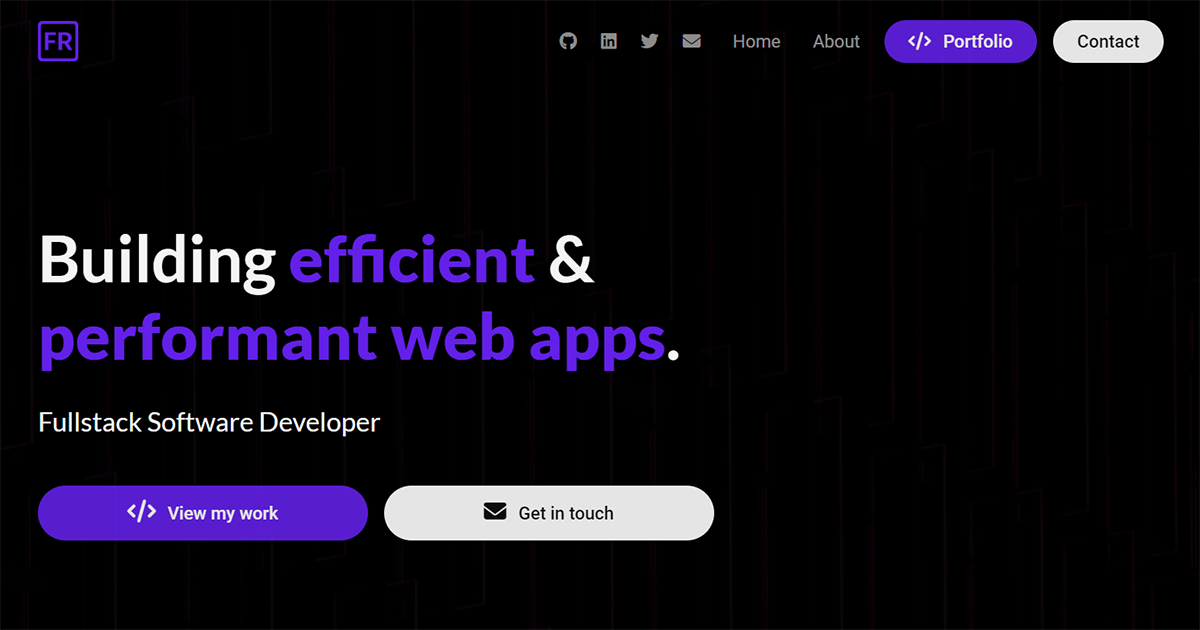 FR
Home About </> Portfolio Contact
Building efficient &
performant web apps.
Fullstack Software Developer
</> View my work Get in touch